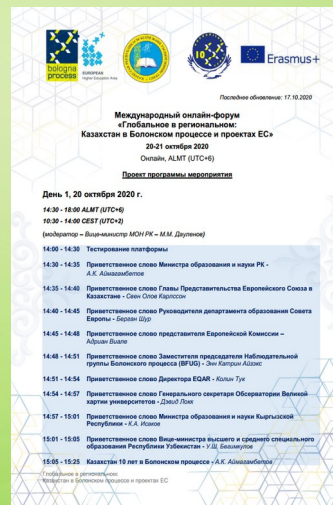 bologna process
EUROPEAN
Higher Education Area
10
Erasmus+
Последнее обновление: 17.10.2020
Международный онлайн-форум
«Глобальное в региональном:
Казахстан в Болонском процессе и проектах ЕС»
20-21 октября 2020
Онлайн, ALMT (UTC+6)
Проект программы мероприятия
День 1, 20 октября 2020 г.
14:30 - 18:00 ALMT (UTC+6)
10:30 - 14:00 CEST (UTC+2)
(модератор – Вице-министр МОН РК – М.М. Дауленов)
14:00 - 14:30 Тестирование платформы
14:30 - 14:35 Приветственное слово Министра образования и науки РК -
А.К. Аймагамбетов
14:35 - 14:40 Приветственное слово Главы Представительства Европейского Союза в
Казахстане - Свен Олов Карлссон
14:40 - 14:45 Приветственное слово Руководителя департамента образования Совета
Европы - Берган Шур
14:45 - 14:48 Приветственное слово представителя Европейской Комиссии –
Адриан Виале
14:48 - 14:51 Приветственное слово Заместителя председателя Наблюдательной
группы Болонского процесса (BFUG) - Энн Катрин Айзэкс
14:51 - 14:54 Приветственное слово Директора EQAR - Колин Тук
14:54 - 14:57 Приветственное слово Генерального секретаря Обсерватории Великой
хартии университетов - Дэвид Локк
14:57 - 15:01 Приветственное слово Министра образования и науки Кыргызской
Республики - К.А. Исаков
15:01 - 15:05 Приветственное слово Вице-министра высшего и среднего специального
образования Республики Узбекистан - У.Ш. Бегимкулов
15:05 - 15:25 Казахстан 10 лет в Болонском процессе - А.К. Аймагамбетов
Глобальное в региональном:
Казахстан в Болонском процессе и проектах ЕС